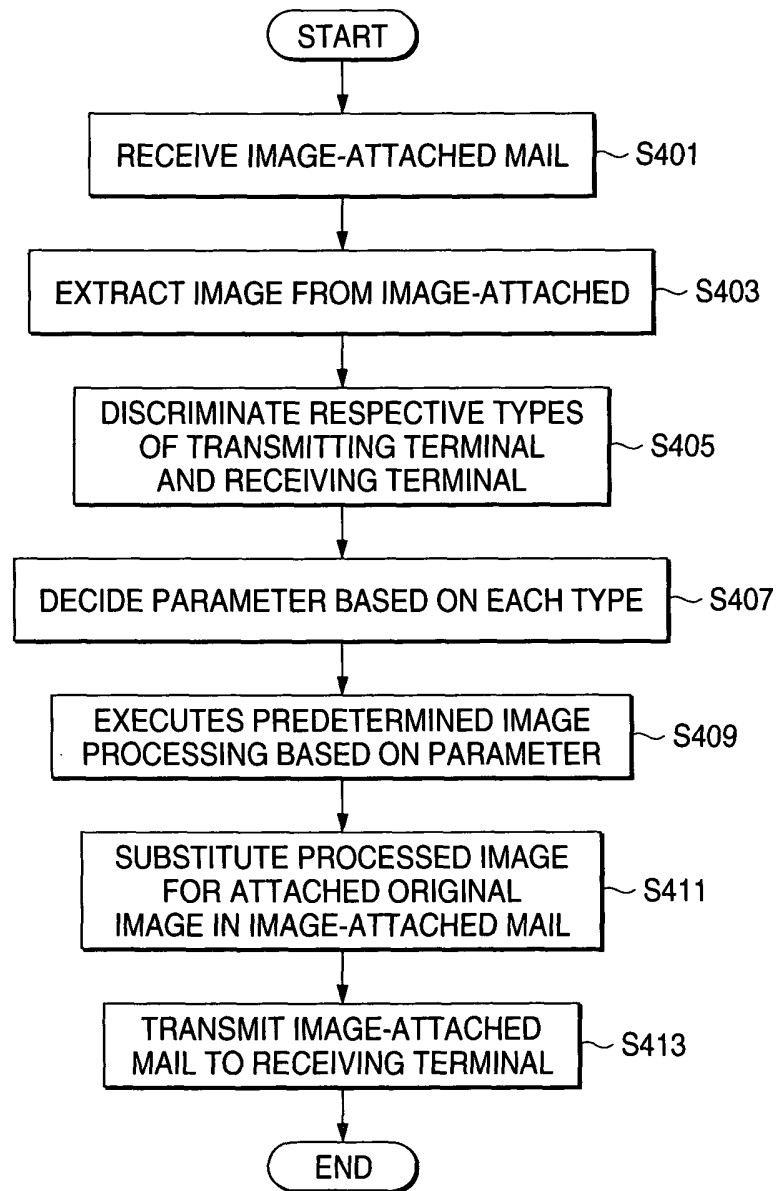 START
RECEIVE IMAGE-ATTACHED MAIL
S401
EXTRACT IMAGE FROM IMAGE-ATTACHED
S403
DISCRIMINATE RESPECTIVE TYPES
OF TRANSMITTING TERMINAL
AND RECEIVING TERMINAL
S405
DECIDE PARAMETER BASED ON EACH TYPE
S407
EXECUTES PREDETERMINED IMAGE
PROCESSING BASED ON PARAMETER
S409
SUBSTITUTE PROCESSED IMAGE
FOR ATTACHED ORIGINAL
IMAGE IN IMAGE-ATTACHED MAIL
S411
TRANSMIT IMAGE-ATTACHED
MAIL TO RECEIVING TERMINAL
S413
END